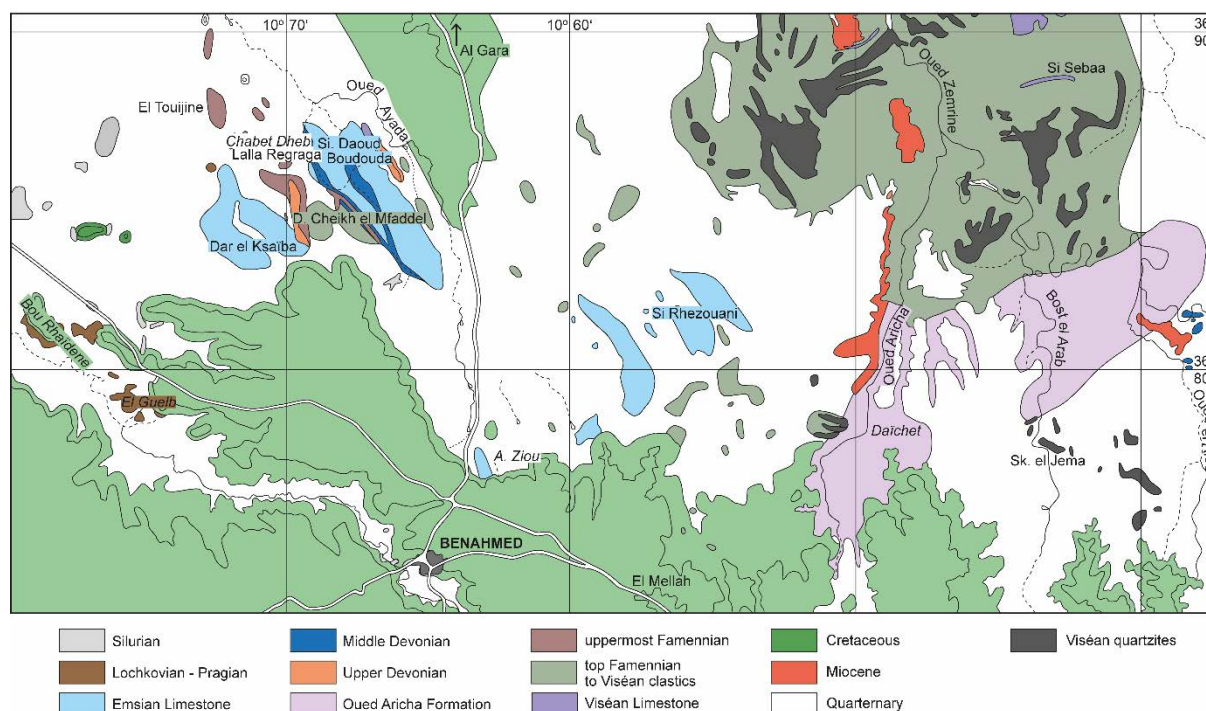 10° 70'
10° 60'
36
90
Al Gara
Oued Ayada
Oued Zemrine
Si Sebaa
El Touijine
Chabet Dhebi
Si. Daoud
Lalla Regraga
Boudouda
D. Cheikh el Mfaddel
Dar el Ksaïba
Bou Rhaïdene
Si Rhezouani
Oued Aricha
Bost el Arab
36
80
El Guelb
A. Ziou
Daïchet
Sk. el Jema
BENAHMED
El Mellah
Silurian
Middle Devonian
uppermost Famennian
Cretaceous
Viséan quartzites
Lochkovian - Pragian
Upper Devonian
top Famennian
to Viséan clastics
Miocene
Emsian Limestone
Oued Aricha Formation
Viséan Limestone
Quarternary